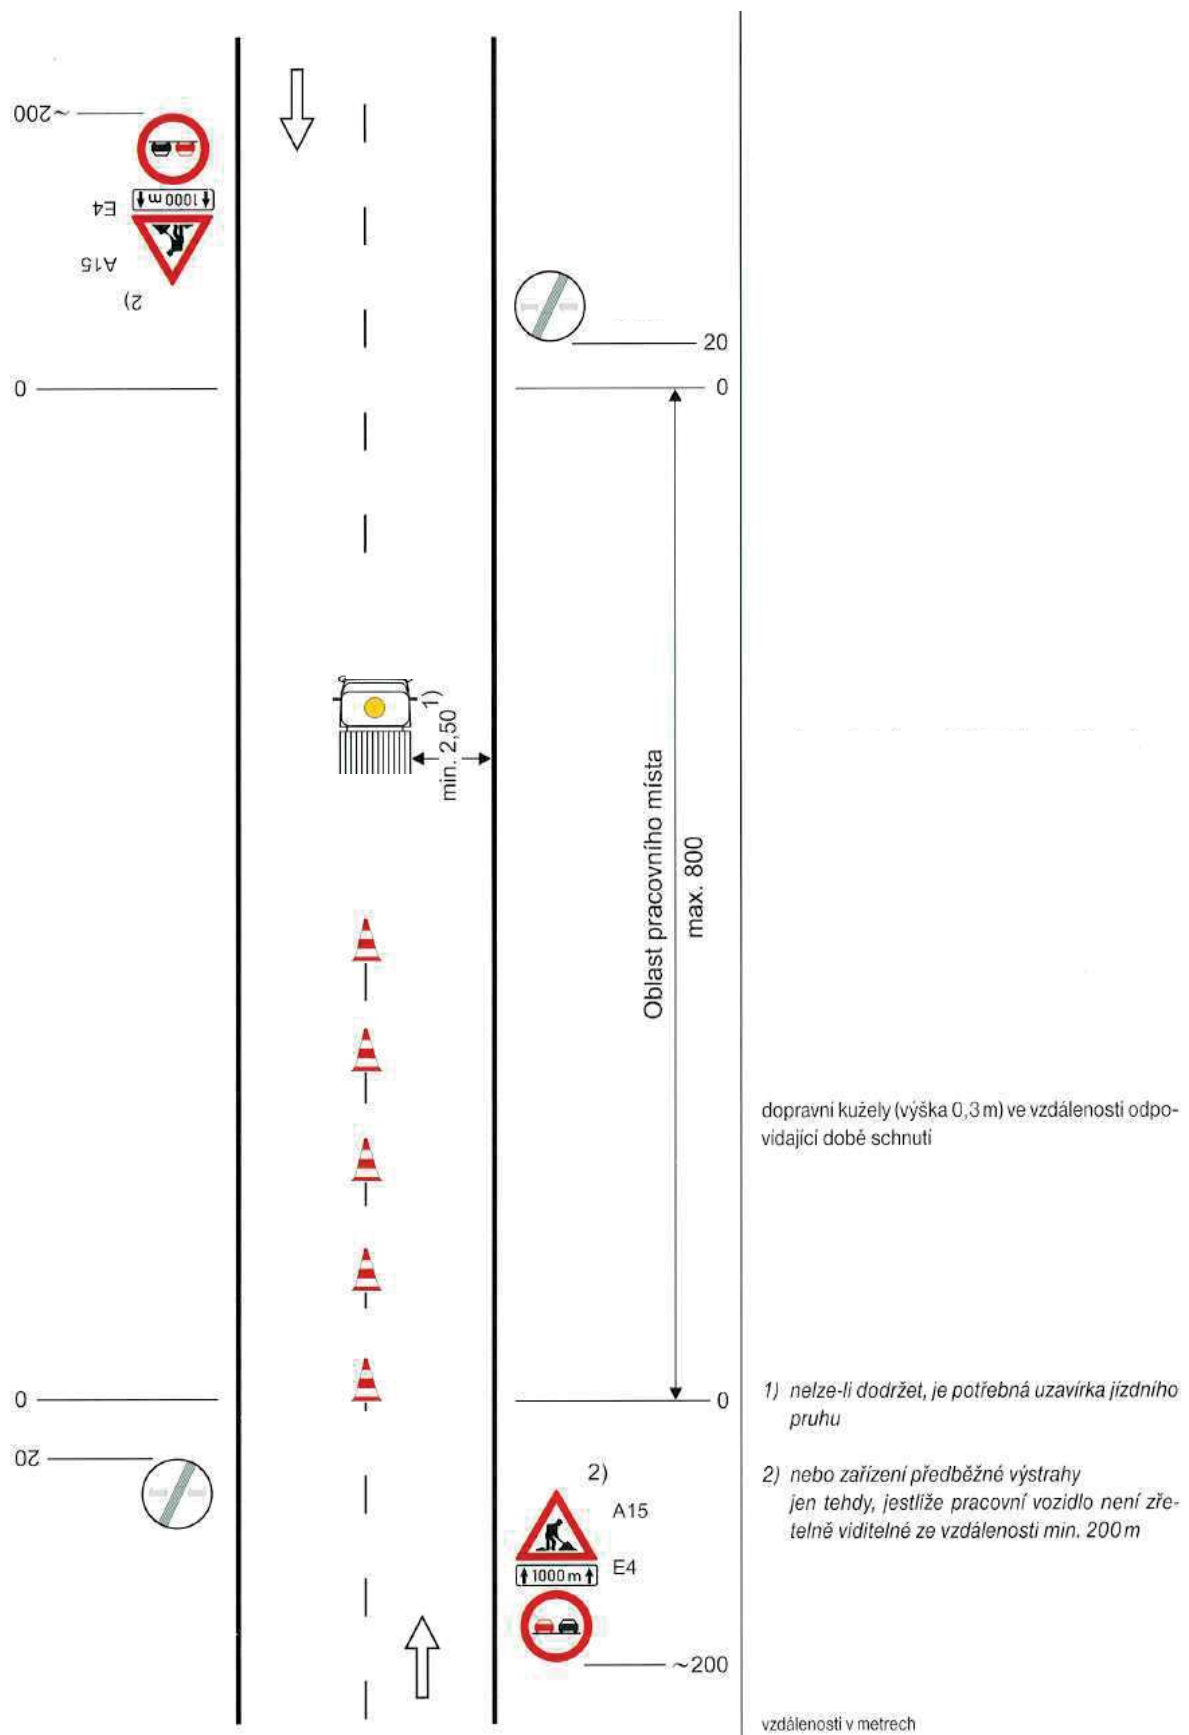 ~200
1000 m
E4
A15
2)
20
0
0
1)
min. 2,50
Oblast pracovního místa
max. 800
dopravní kužely (výška 0,3 m) ve vzdálenosti odpo-
vídající době schnutí
0
0
1) nelze-li dodržet, je potřebná uzavírka jízdního
pruhu
20
2)
A15
E4
1000 m
~200
2) nebo zařízení předběžné výstrahy
jen tehdy, jestliže pracovní vozidlo není zře-
telně viditelné ze vzdálenosti min. 200 m
vzdálenosti v metrech